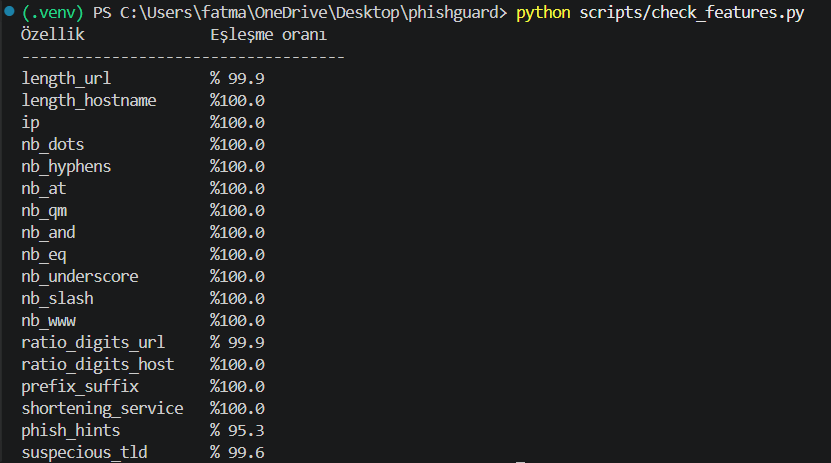 (.venv) PS C:\Users\fatma\OneDrive\Desktop\phishguard> python scripts/check_features.py
Özellik Eşleşme oranı
------------------------------------
length_url % 99.9
length_hostname %100.0
ip %100.0
nb_dots %100.0
nb_hyphens %100.0
nb_at %100.0
nb_qm %100.0
nb_and %100.0
nb_eq %100.0
nb_underscore %100.0
nb_slash %100.0
nb_www %100.0
ratio_digits_url % 99.9
ratio_digits_host %100.0
prefix_suffix %100.0
shortening_service %100.0
phish_hints % 95.3
suspicious_tld % 99.6